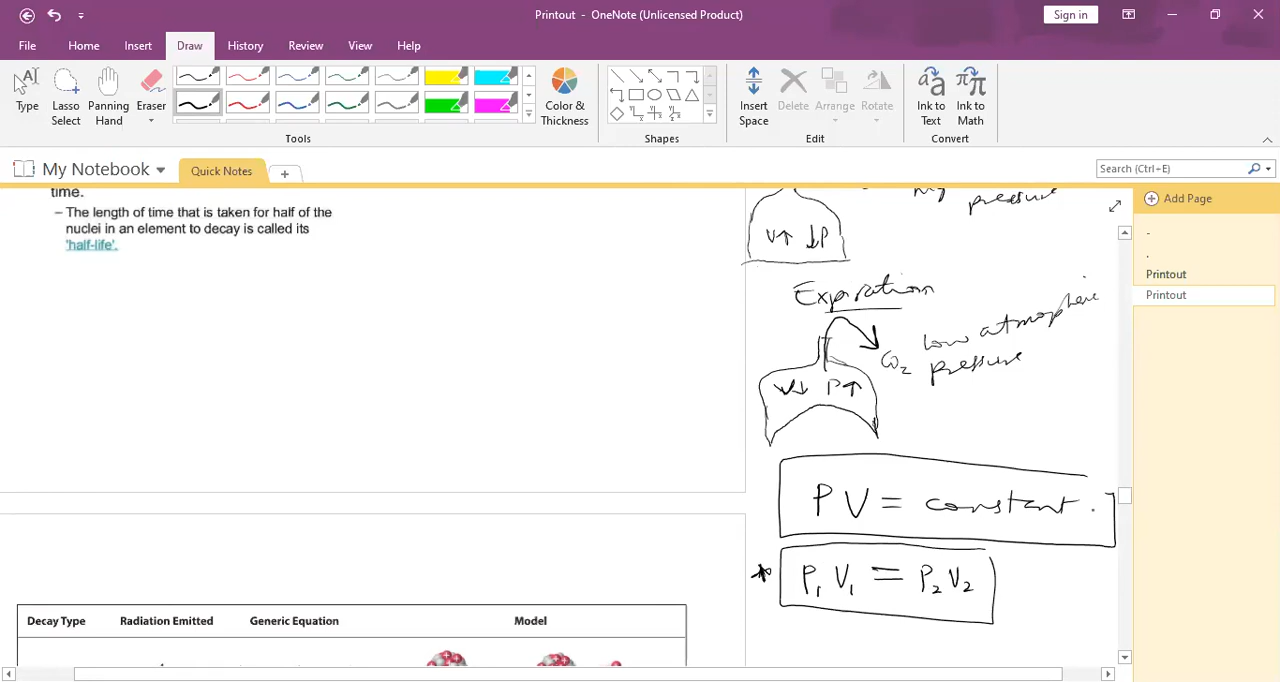 Printout - OneNote (Unlicensed Product)
Sign in
File Home Insert Draw History Review View Help
Type
Lasso Select
Panning Hand
Eraser
Color & Thickness
Insert Space
Delete
Arrange
Rotate
Ink to Text
Ink to Math
Tools
Shapes
Edit
Convert
My Notebook
Quick Notes
Search (Ctrl+E)
Add Page
-
.
Printout
Printout
time.
– The length of time that is taken for half of the
nuclei in an element to decay is called its
'half-life'.
pressure
V↑ ↓P
Expiration
low atmospheric
CO2 pressure
V↓ P↑
PV = constant.
* P1V1 = P2V2
Decay Type Radiation Emitted Generic Equation Model